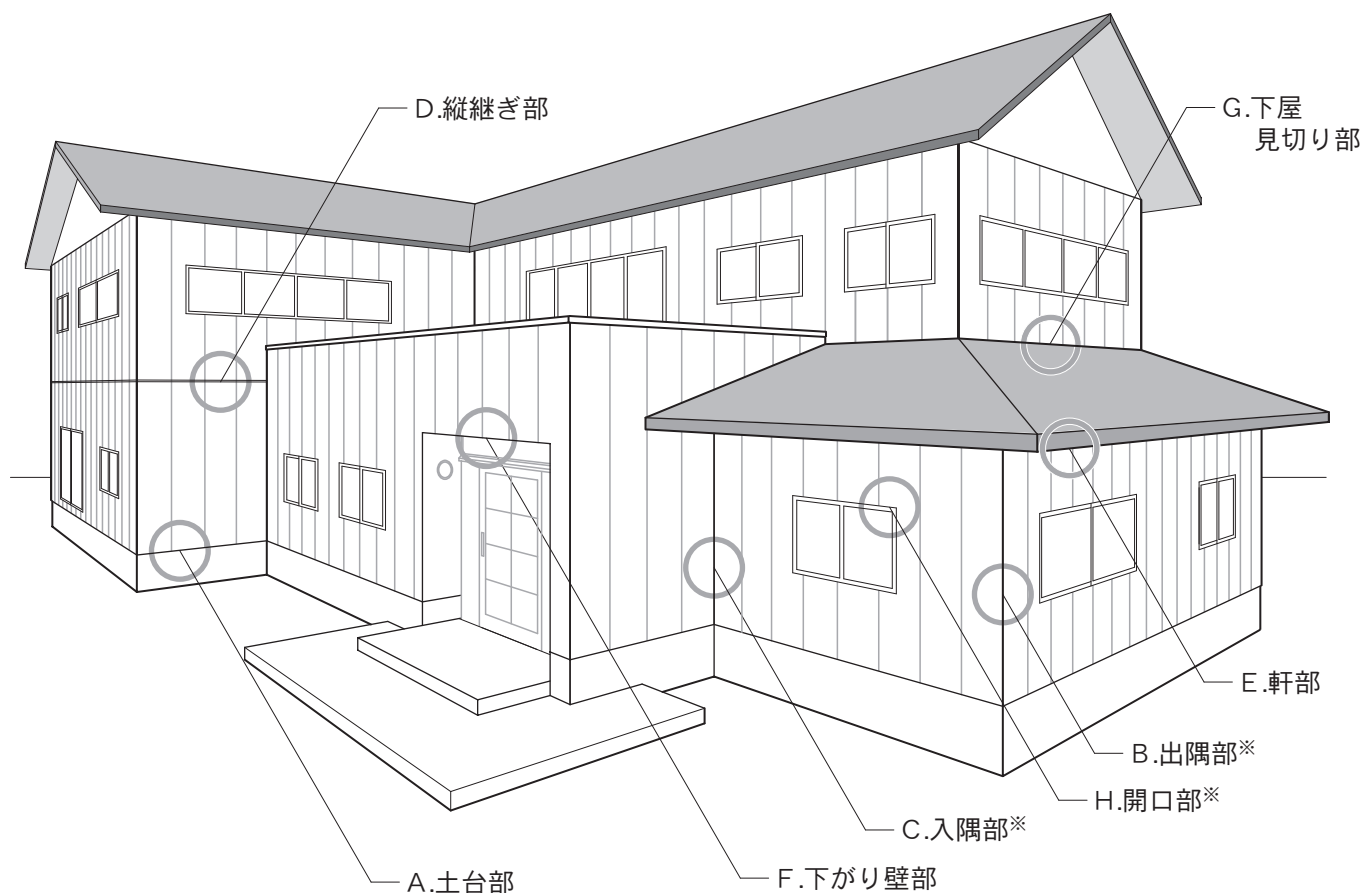 D.縦継ぎ部
G.下屋
見切り部
E.軒部
B.出隅部※
H.開口部※
C.入隅部※
F.下がり壁部
A.土台部